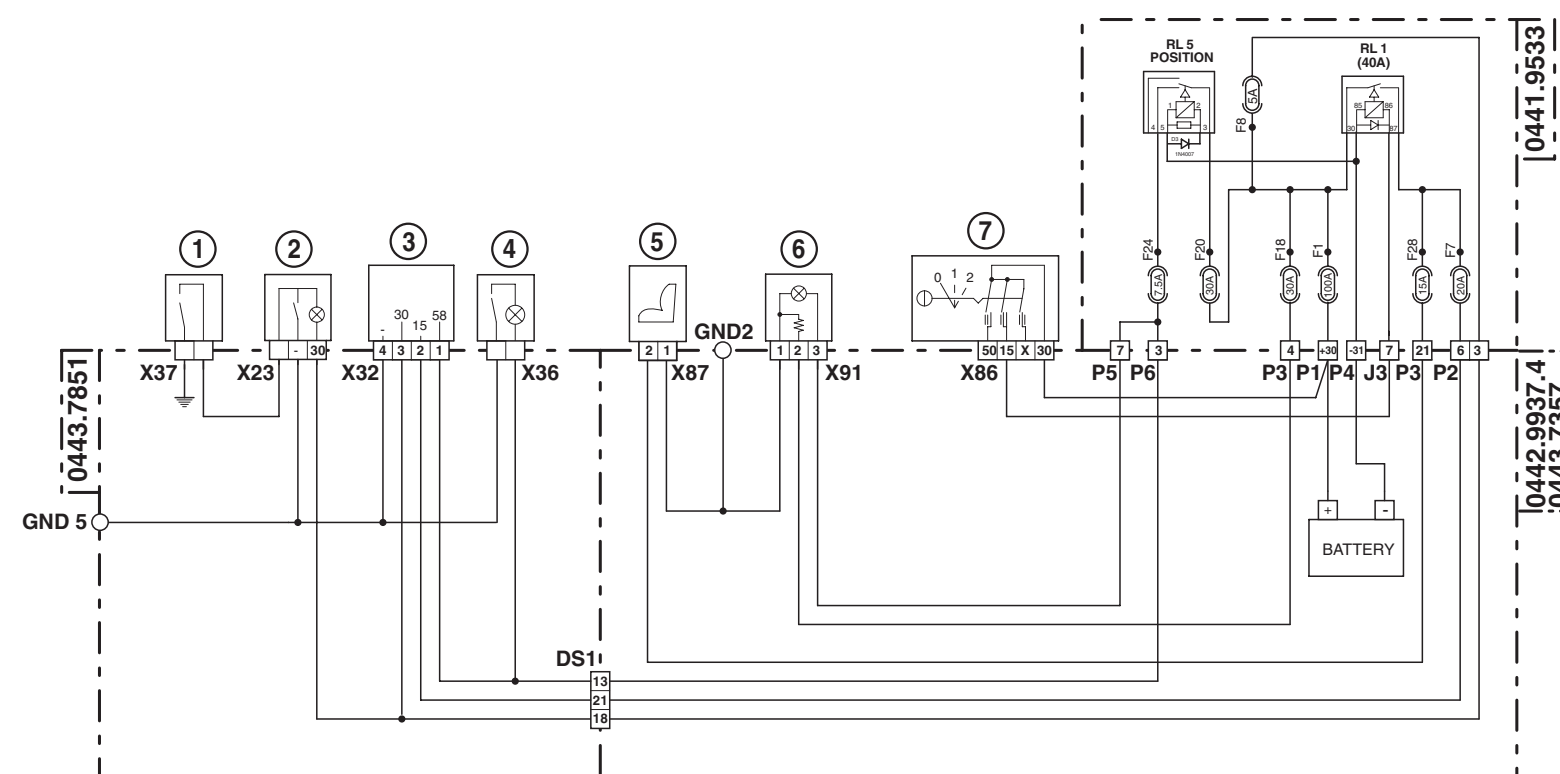 RL 5
POSITION
RL 1
(40A)
0441.9533
5A
F8
1 2
4 5 3
D3
1N4007
85 86
30 87
1 2 3 4 5 6 7
F24 F20 F18 F1 F28 F7
7.5A 30A 30A 100A 15A 20A
0 1 2
30 58
- 15
GND2
- 30
4 3 2 1
2 1
1 2 3
50 15 X 30
7 3 4 +30 -31 7 21 6 3
X37 X23 X32 X36 X87 X91 X86 P5 P6 P3 P1 P4 J3 P3 P2
0443.7851
0442.9937.4
0443.7357
GND 5
+ -
BATTERY
DS1
13
21
18